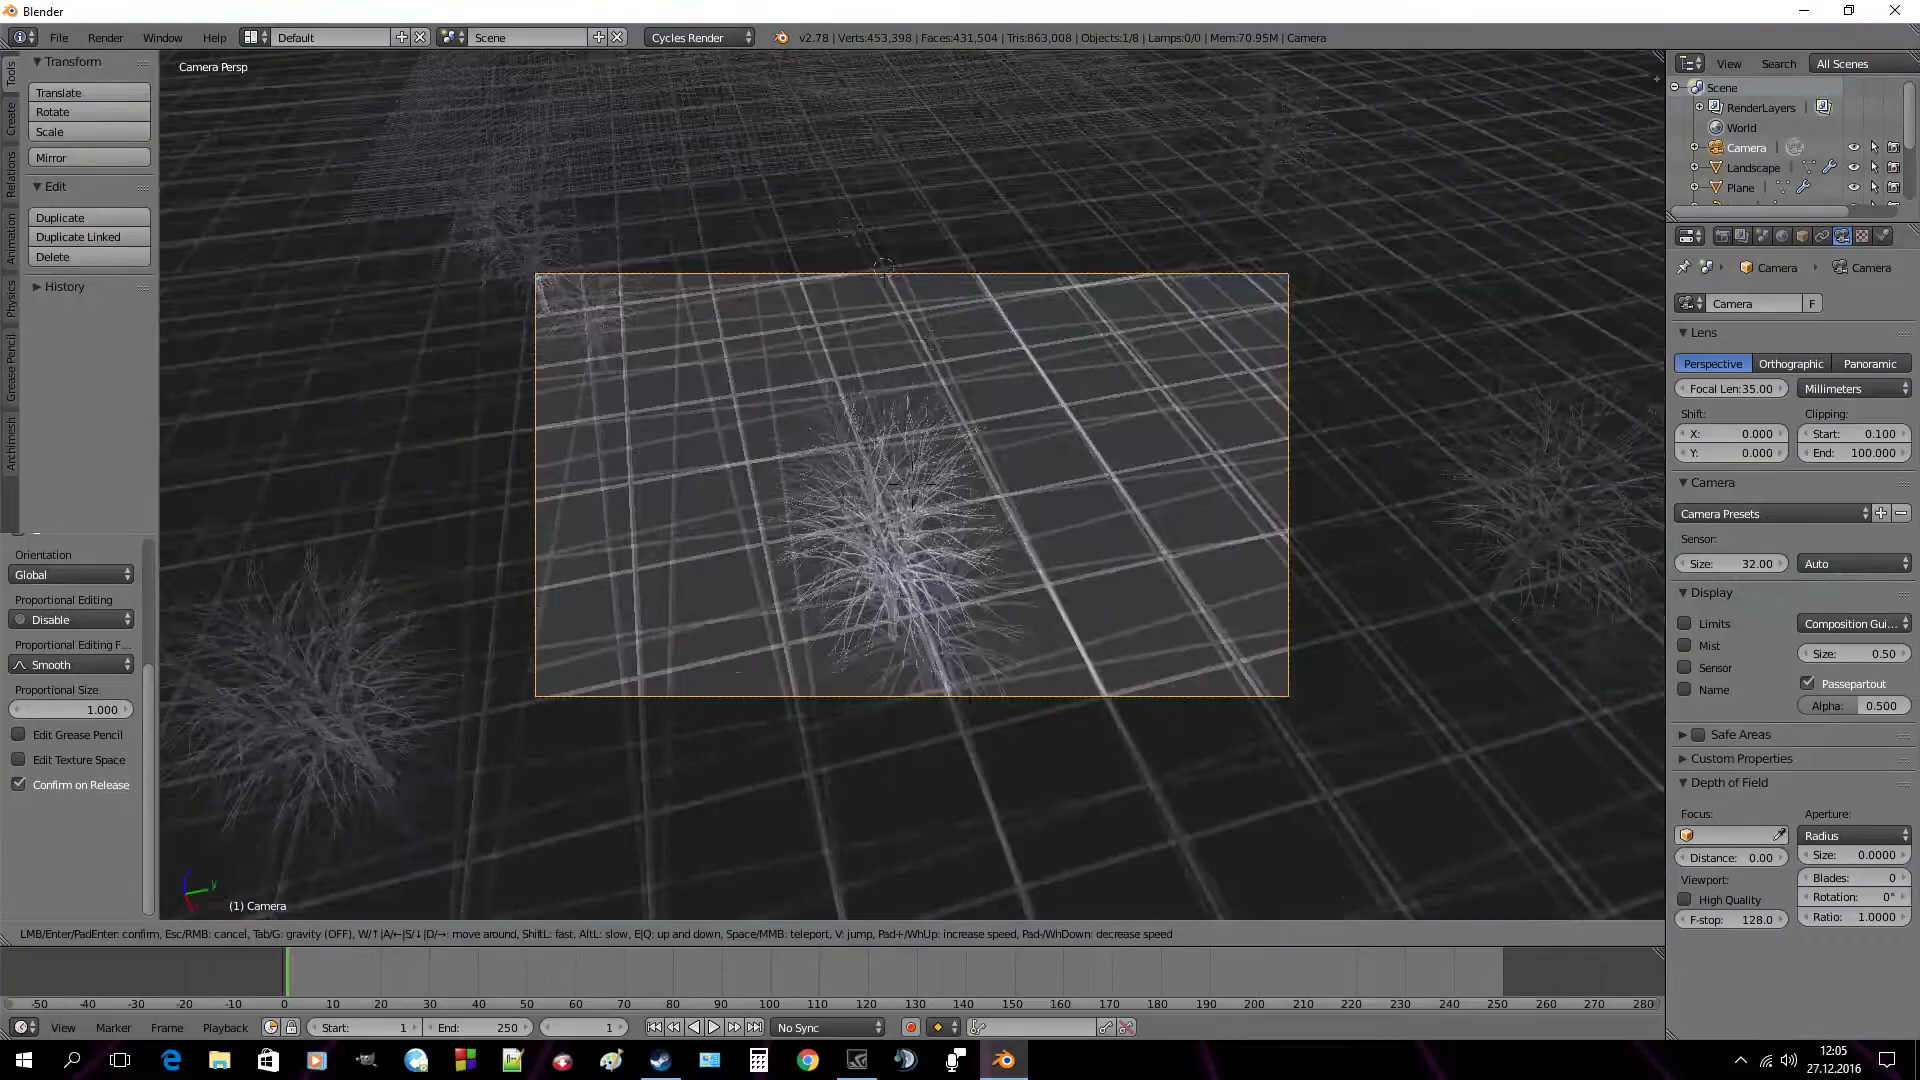 Blender
File Render Window Help Default Scene Cycles Render v2.78 | Verts:453,398 | Faces:431,504 | Tris:863,008 | Objects:1/8 | Lamps:0/0 | Mem:70.95M | Camera
Tools
Create
Relations
Animation
Physics
Grease Pencil
Archimesh
Transform
Translate
Rotate
Scale
Mirror
Edit
Duplicate
Duplicate Linked
Delete
History
Orientation
Global
Proportional Editing
Disable
Proportional Editing F...
Smooth
Proportional Size
1.000
Edit Grease Pencil
Edit Texture Space
Confirm on Release
Camera Persp
(1) Camera
LMB/Enter/PadEnter: confirm, Esc/RMB: cancel, Tab/G: gravity (OFF), W/↑|A/←|S/↓|D/→: move around, ShiftL: fast, AltL: slow, E|Q: up and down, Space/MMB: teleport, V: jump, Pad+/WhUp: increase speed, Pad-/WhDown: decrease speed
View Search All Scenes
Scene
RenderLayers
World
Camera
Landscape
Plane
Camera Camera
Camera F
Lens
Perspective Orthographic Panoramic
Focal Len:35.00 Millimeters
Shift: Clipping:
X: 0.000 Start: 0.100
Y: 0.000 End: 100.000
Camera
Camera Presets
Sensor:
Size: 32.00 Auto
Display
Limits Composition Gui...
Mist Size: 0.50
Sensor Passepartout
Name Alpha: 0.500
Safe Areas
Custom Properties
Depth of Field
Focus: Aperture:
Radius
Distance: 0.00 Size: 0.0000
Viewport: Blades: 0
High Quality Rotation: 0°
F-stop: 128.0 Ratio: 1.0000
-50 -40 -30 -20 -10 0 10 20 30 40 50 60 70 80 90 100 110 120 130 140 150 160 170 180 190 200 210 220 230 240 250 260 270 280
View Marker Frame Playback Start: 1 End: 250 1 No Sync
12:05
27.12.2016